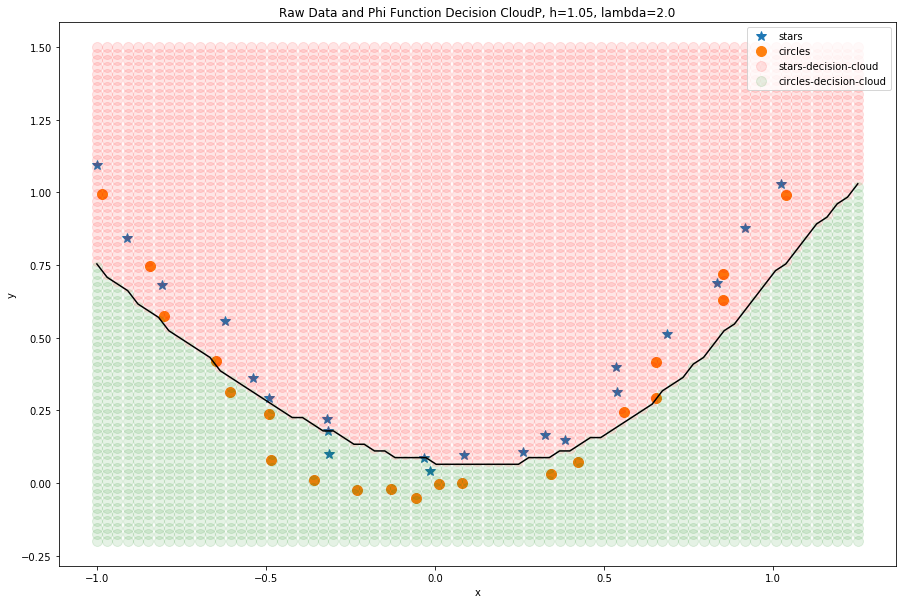 Raw Data and Phi Function Decision CloudP, h=1.05, lambda=2.0
stars
circles
stars-decision-cloud
circles-decision-cloud
1.50
1.25
1.00
0.75
0.50
0.25
0.00
−0.25
y
−1.0
−0.5
0.0
0.5
1.0
x